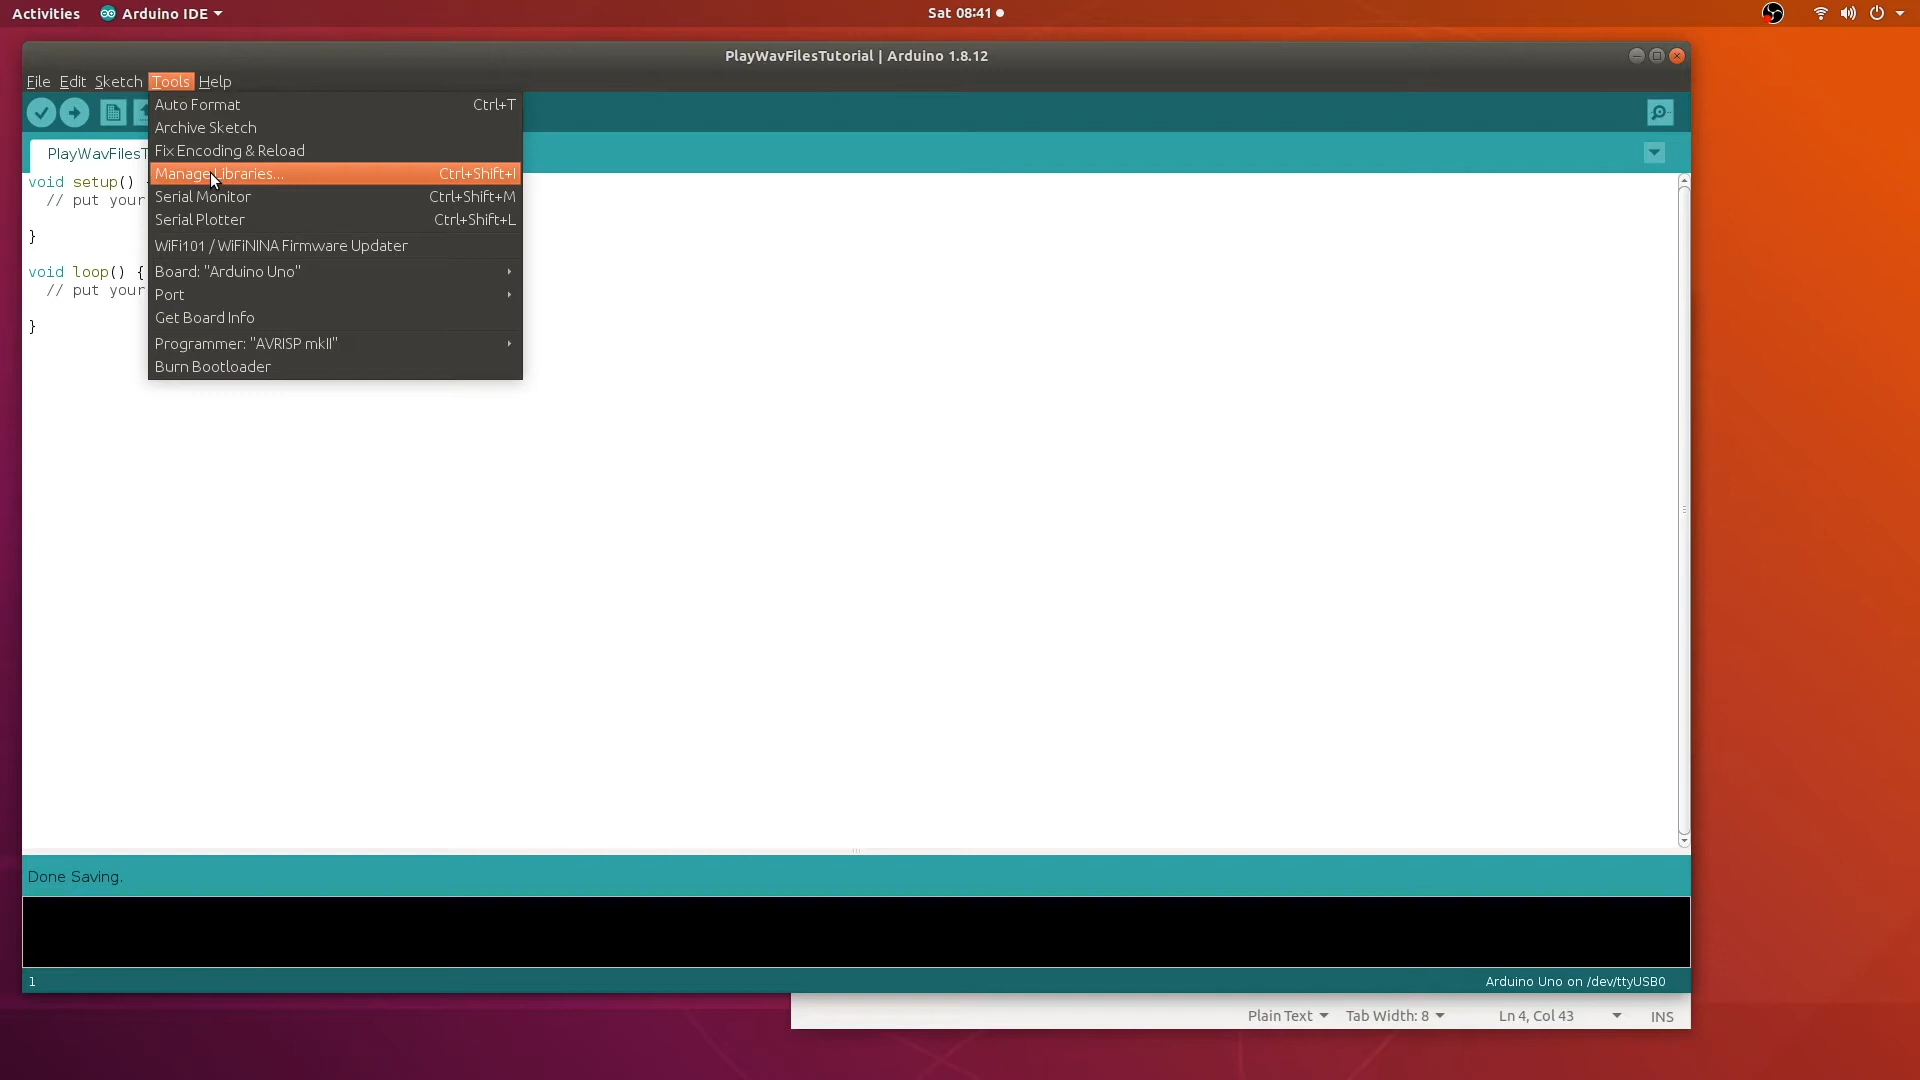 Activities
Arduino IDE
Sat 08:41
PlayWavFilesTutorial | Arduino 1.8.12
File Edit Sketch Tools Help
Auto Format Ctrl+T
Archive Sketch
Fix Encoding & Reload
Manage Libraries... Ctrl+Shift+I
Serial Monitor Ctrl+Shift+M
Serial Plotter Ctrl+Shift+L
WiFi101 / WiFiNINA Firmware Updater
Board: "Arduino Uno"
Port
Get Board Info
Programmer: "AVRISP mkII"
Burn Bootloader
PlayWavFilesT
void setup() {
// put your
}
void loop() {
// put your
}
Done Saving.
1
Arduino Uno on /dev/ttyUSB0
Plain Text
Tab Width: 8
Ln 4, Col 43
INS